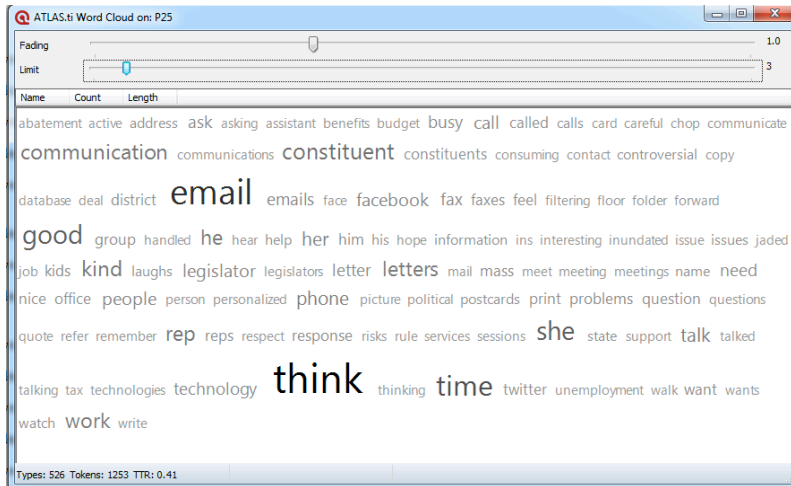 ATLAS.ti Word Cloud on: P25
Fading 1.0
Limit 3
Name Count Length
abatement active address ask asking assistant benefits budget busy call called calls card careful chop communicate
communication communications constituent constituents consuming contact controversial copy
database deal district email emails face facebook fax faxes feel filtering floor folder forward
good group handled he hear help her him his hope information ins interesting inundated issue issues jaded
job kids kind laughs legislator legislators letter letters mail mass meet meeting meetings name need
nice office people person personalized phone picture political postcards print problems question questions
quote refer remember rep reps respect response risks rule services sessions she state support talk talked
talking tax technologies technology think thinking time twitter unemployment walk want wants
watch work write
Types: 526 Tokens: 1253 TTR: 0.41